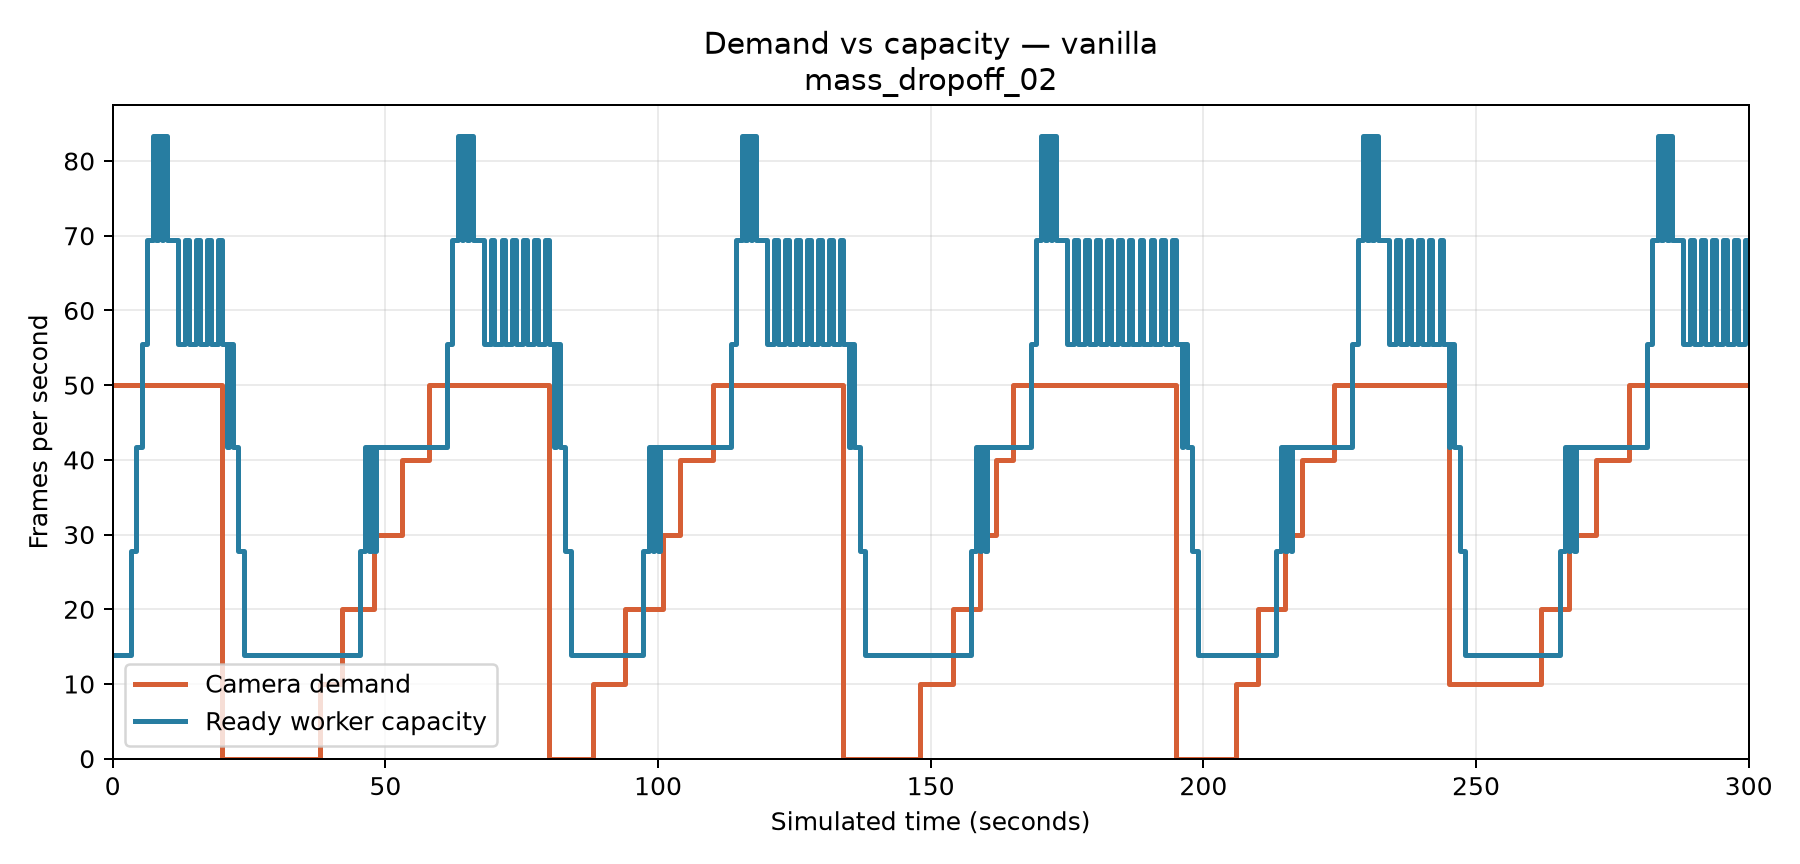 Demand vs capacity — vanilla
mass_dropoff_02
Frames per second
80
70
60
50
40
30
20
10
0
Camera demand
Ready worker capacity
0 50 100 150 200 250 300
Simulated time (seconds)